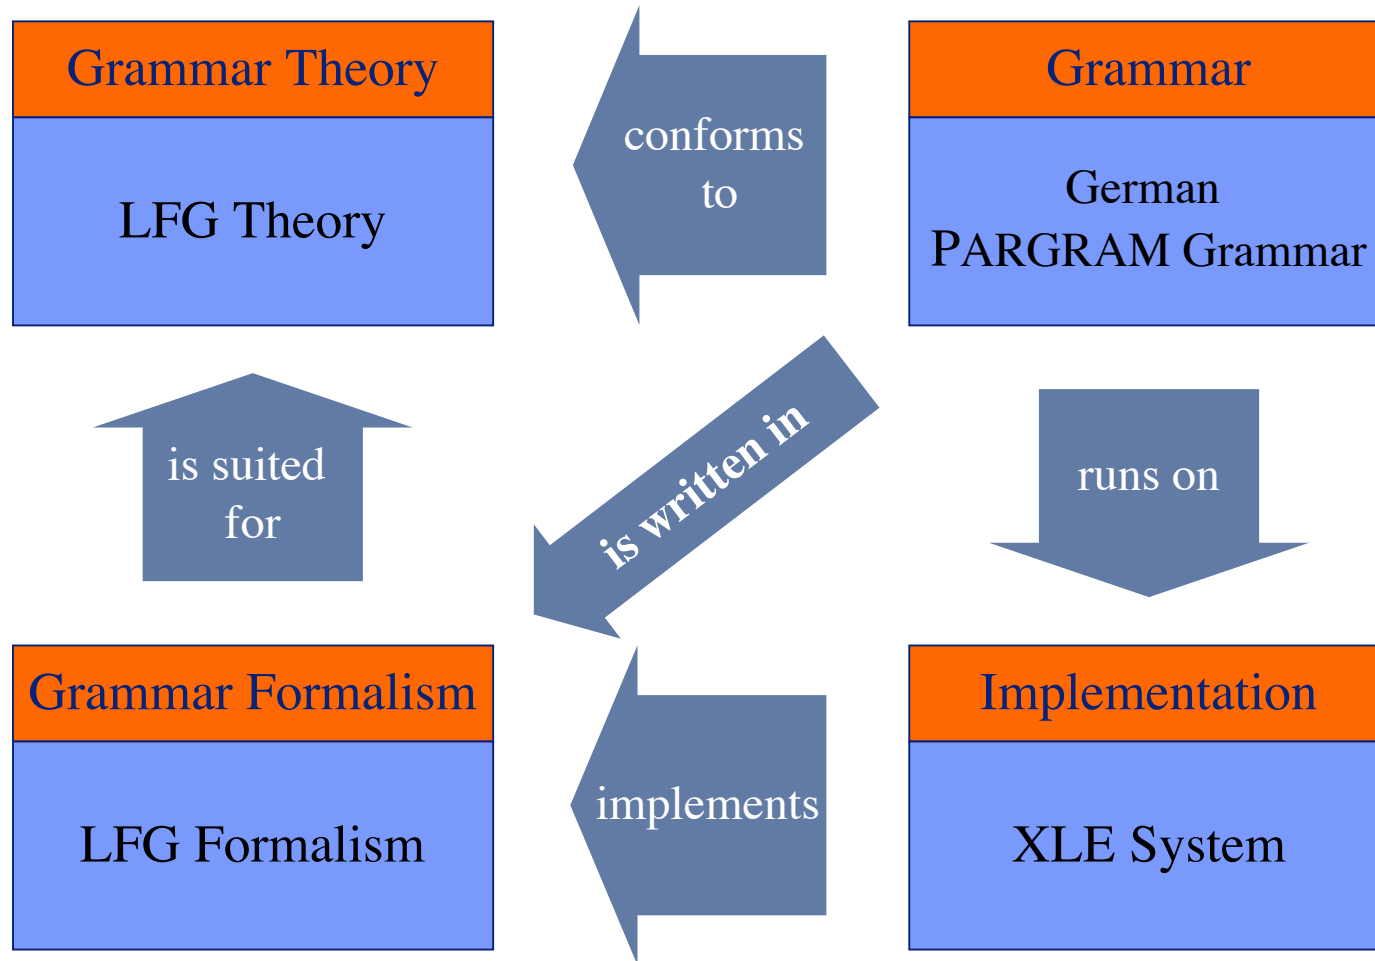 Grammar Theory
LFG Theory
conforms
to
Grammar
German
PARGRAM Grammar
is suited
for
is written in
runs on
Grammar Formalism
LFG Formalism
implements
Implementation
XLE System